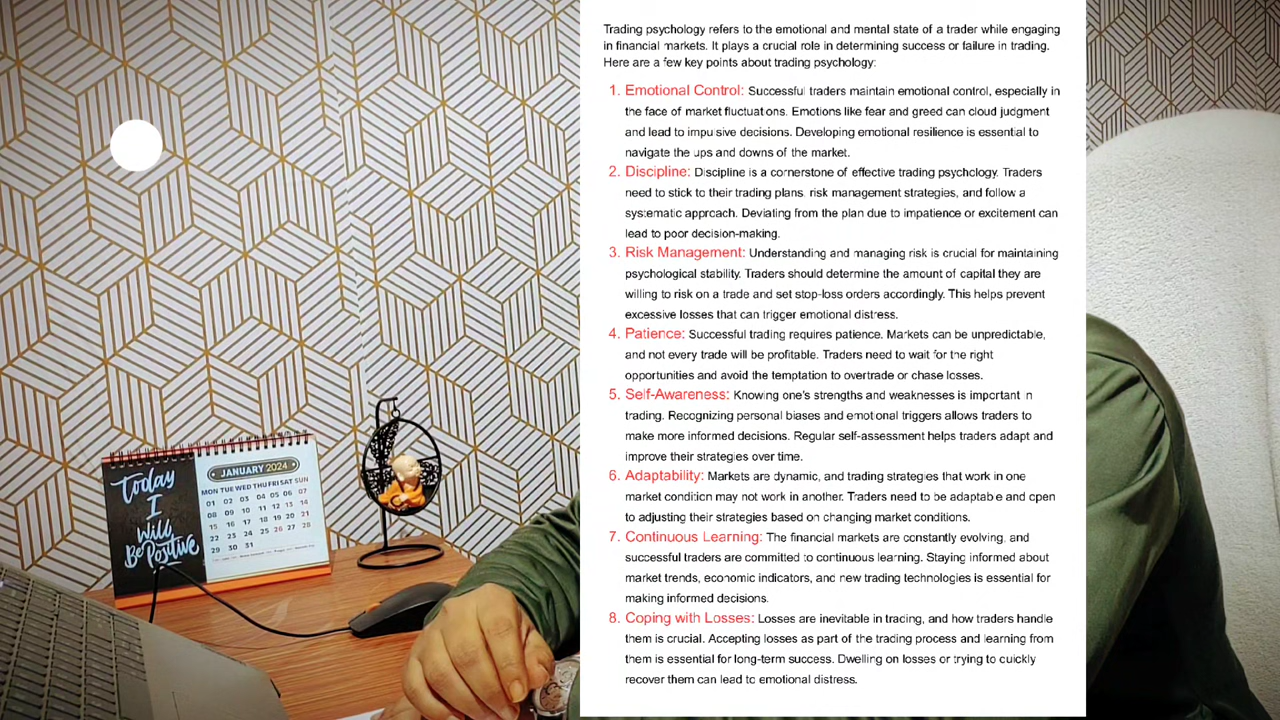 Trading psychology refers to the emotional and mental state of a trader while engaging
in financial markets. It plays a crucial role in determining success or failure in trading.
Here are a few key points about trading psychology:
1. Emotional Control: Successful traders maintain emotional control, especially in
the face of market fluctuations. Emotions like fear and greed can cloud judgment
and lead to impulsive decisions. Developing emotional resilience is essential to
navigate the ups and downs of the market.
2. Discipline: Discipline is a cornerstone of effective trading psychology. Traders
need to stick to their trading plans, risk management strategies, and follow a
systematic approach. Deviating from the plan due to impatience or excitement can
lead to poor decision-making.
3. Risk Management: Understanding and managing risk is crucial for maintaining
psychological stability. Traders should determine the amount of capital they are
willing to risk on a trade and set stop-loss orders accordingly. This helps prevent
excessive losses that can trigger emotional distress.
4. Patience: Successful trading requires patience. Markets can be unpredictable,
and not every trade will be profitable. Traders need to wait for the right
opportunities and avoid the temptation to overtrade or chase losses.
5. Self-Awareness: Knowing one's strengths and weaknesses is important in
trading. Recognizing personal biases and emotional triggers allows traders to
make more informed decisions. Regular self-assessment helps traders adapt and
improve their strategies over time.
6. Adaptability: Markets are dynamic, and trading strategies that work in one
market condition may not work in another. Traders need to be adaptable and open
to adjusting their strategies based on changing market conditions.
7. Continuous Learning: The financial markets are constantly evolving, and
successful traders are committed to continuous learning. Staying informed about
market trends, economic indicators, and new trading technologies is essential for
making informed decisions.
8. Coping with Losses: Losses are inevitable in trading, and how traders handle
them is crucial. Accepting losses as part of the trading process and learning from
them is essential for long-term success. Dwelling on losses or trying to quickly
recover them can lead to emotional distress.
today
I
will
Be Positive
JANUARY 2024
MON TUE WED THU FRI SAT SUN
01 02 03 04 05 06 07
08 09 10 11 12 13 14
15 16 17 18 19 20 21
22 23 24 25 26 27 28
29 30 31